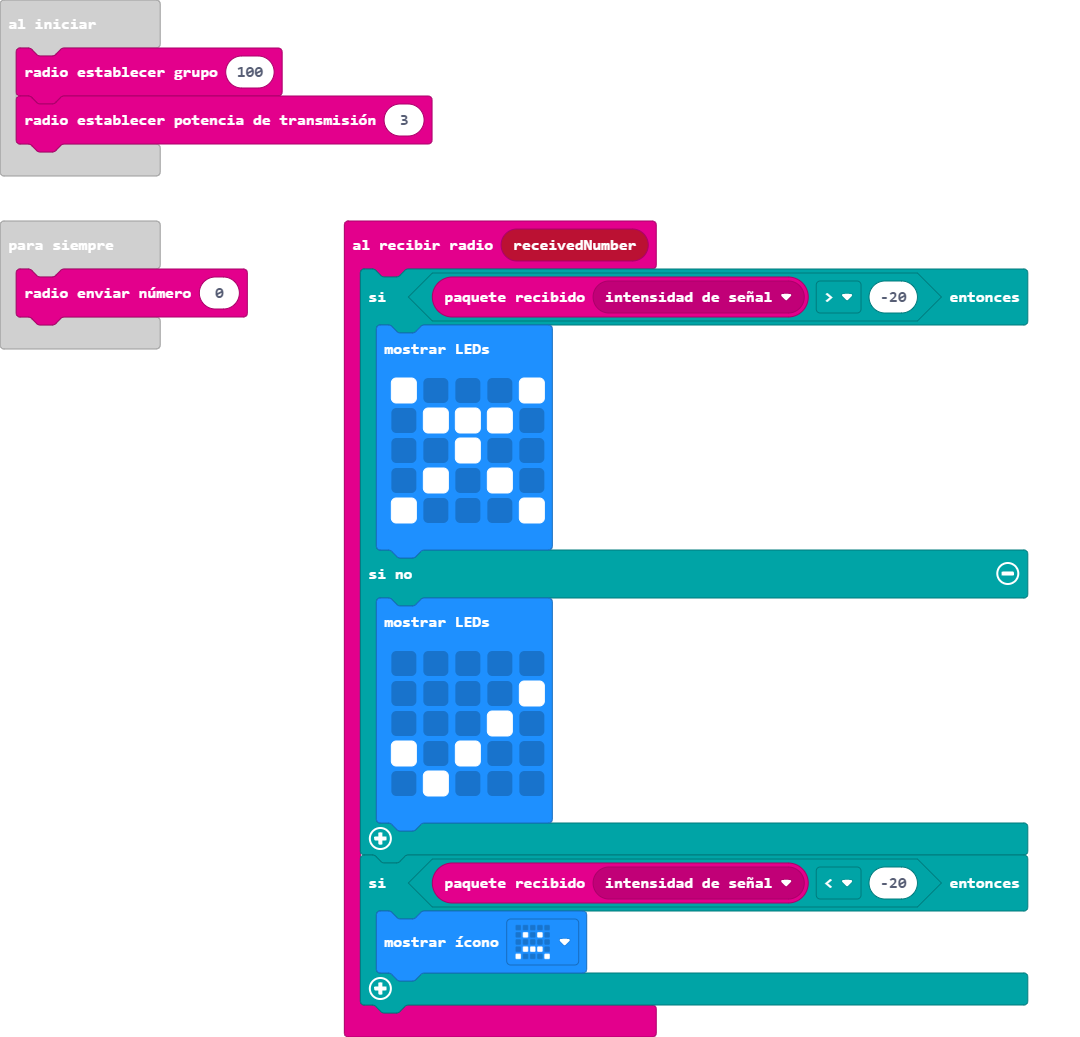 al iniciar
radio establecer grupo 100
radio establecer potencia de transmisión 3
para siempre
radio enviar número 0
al recibir radio receivedNumber
si paquete recibido intensidad de señal > -20 entonces
mostrar LEDs
si no
mostrar LEDs
si paquete recibido intensidad de señal < -20 entonces
mostrar ícono